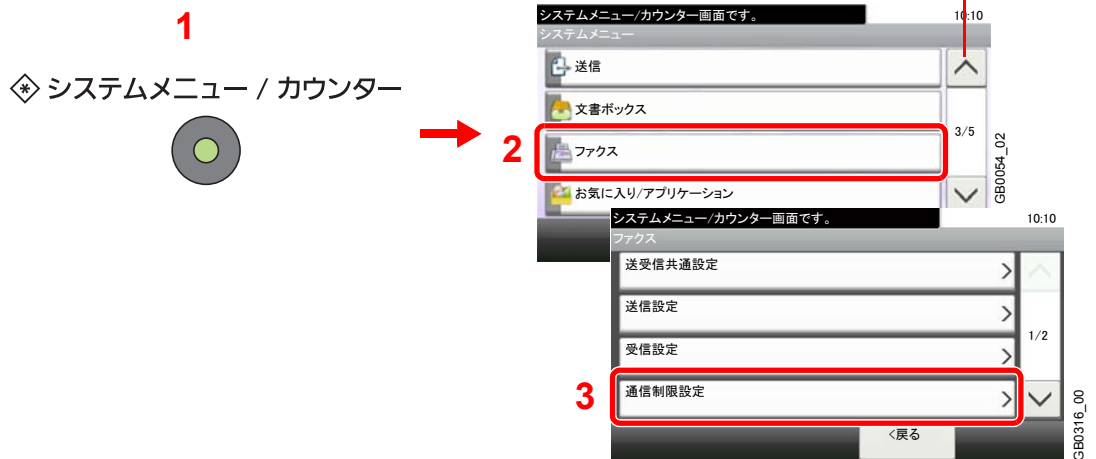 1
システムメニュー / カウンター
システムメニュー/カウンター画面です。
10:10
システムメニュー
送信
文書ボックス
3/5
2
ファクス
お気に入り/アプリケーション
GB0054_02
システムメニュー/カウンター画面です。
10:10
ファクス
送受信共通設定
送信設定
1/2
受信設定
3
通信制限設定
<戻る
GB0316_00